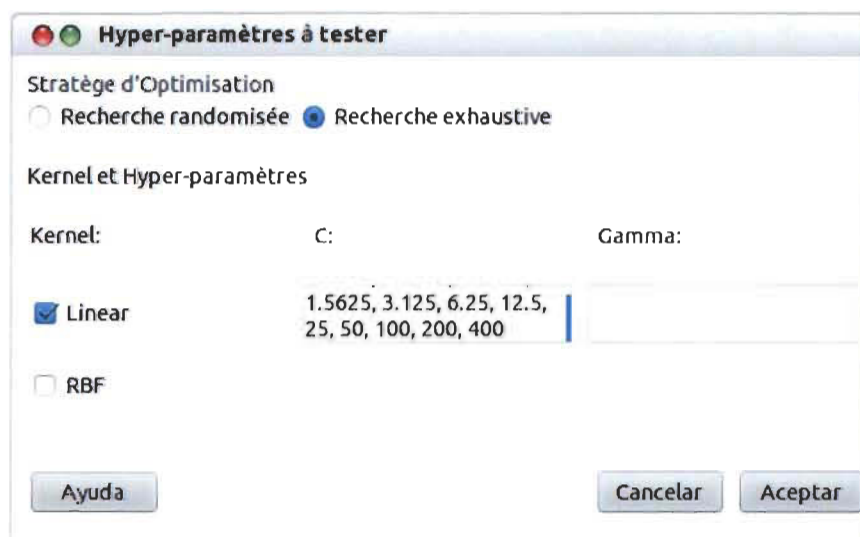 Hyper-paramètres à tester
Stratège d'Optimisation
Recherche randomisée Recherche exhaustive
Kernel et Hyper-paramètres
Kernel: C: Gamma:
Linear
1.5625, 3.125, 6.25, 12.5,
25, 50, 100, 200, 400
RBF
Ayuda Cancelar Aceptar